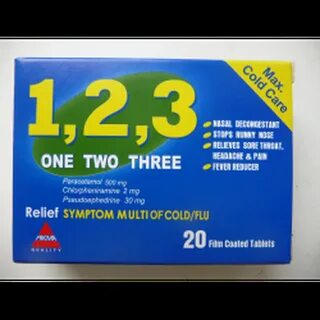 Max.
Cold Care
1,2,3
ONE TWO THREE
Paracetamol 500 mg
Chlorpheniramine 2 mg
Pseudoephedrine 30 mg
NASAL DECONGESTANT
STOPS RUNNY NOSE
RELIEVES SORE THROAT,
HEADACHE & PAIN
FEVER REDUCER
Relief SYMPTOM MULTI OF COLD/FLU
QUALITY
20 Film Coated Tablets